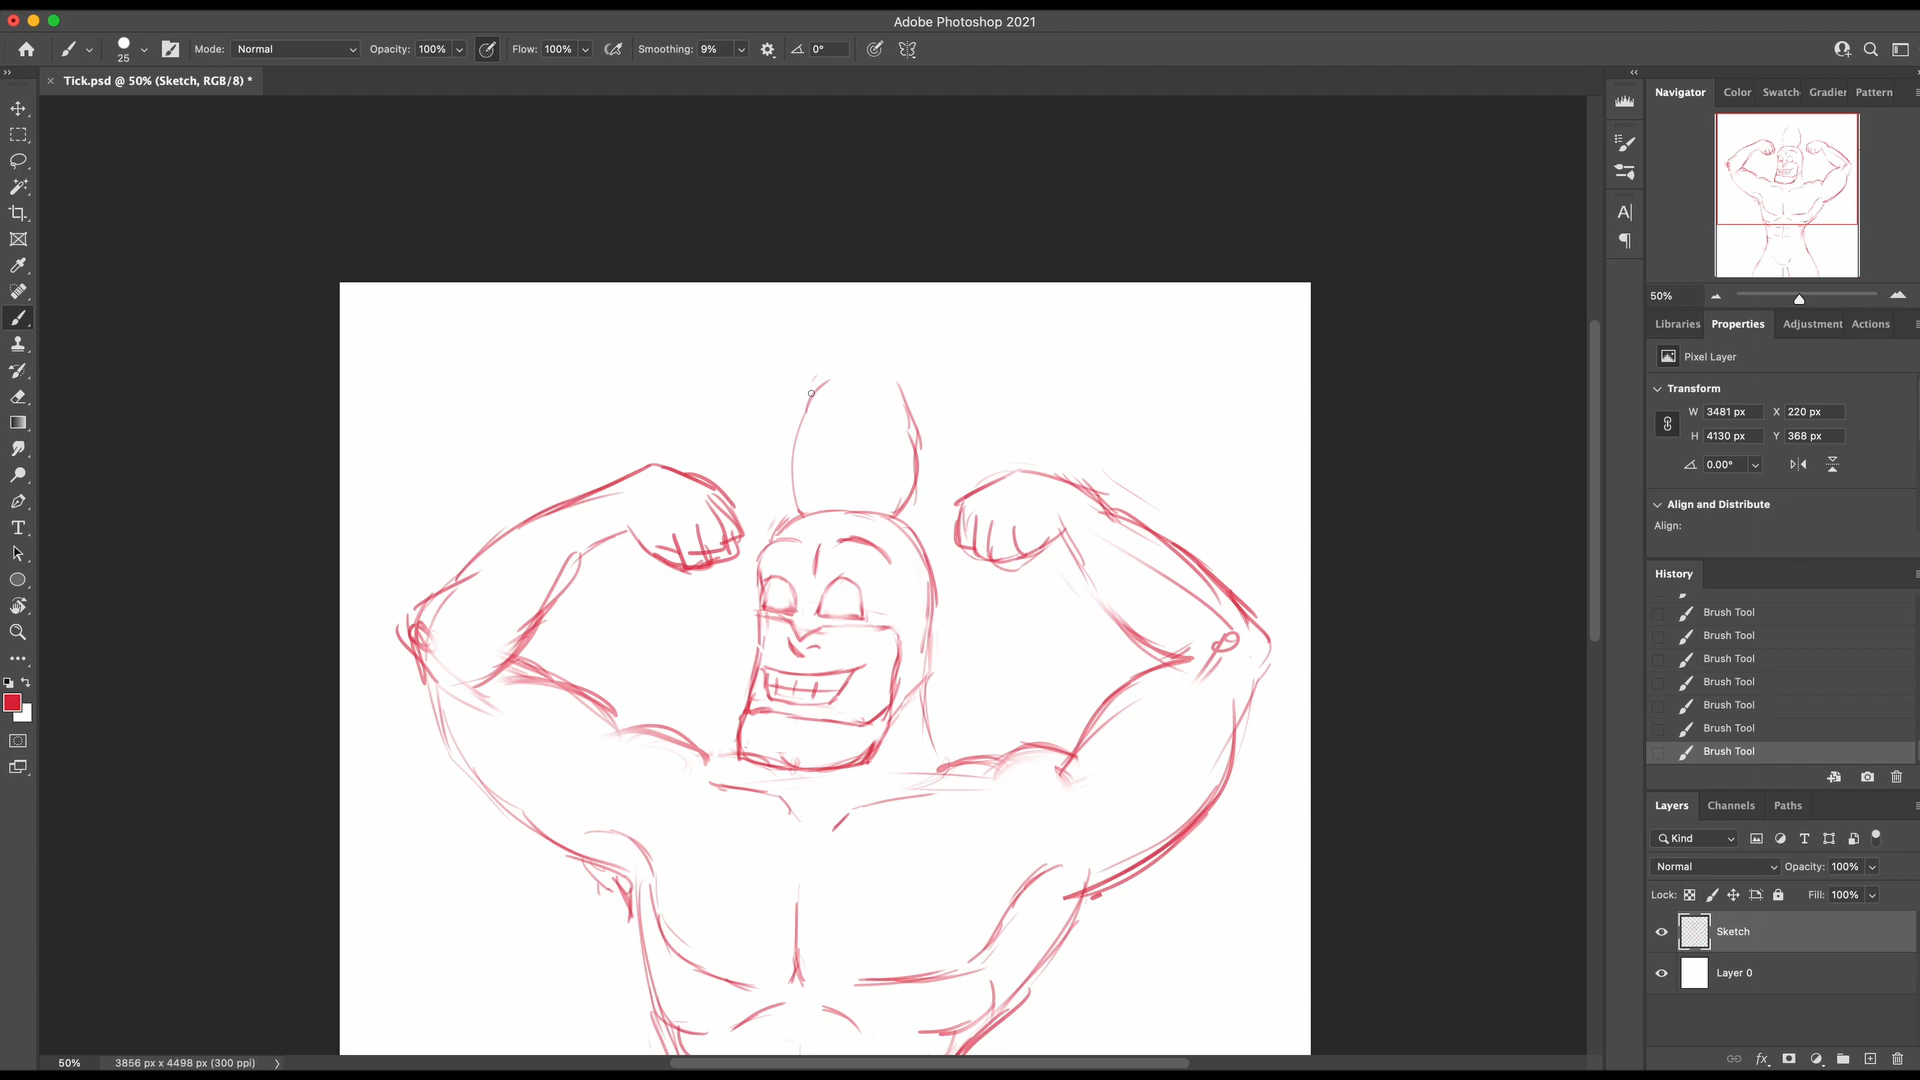 Adobe Photoshop 2021
25
Mode: Normal
Opacity: 100%
Flow: 100%
Smoothing: 9%
0°
Tick.psd @ 50% (Sketch, RGB/8) *
Navigator Color Swatch Gradier Pattern
50%
Libraries Properties Adjustment Actions
Pixel Layer
Transform
W 3481 px X 220 px
H 4130 px Y 368 px
0.00°
Align and Distribute
Align:
History
Brush Tool
Brush Tool
Brush Tool
Brush Tool
Brush Tool
Brush Tool
Brush Tool
Layers Channels Paths
Kind
Normal Opacity: 100%
Lock: Fill: 100%
Sketch
Layer 0
50% 3856 px x 4498 px (300 ppi)